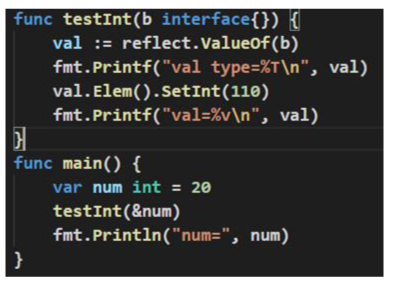 func testInt(b interface{}) {
    val := reflect.ValueOf(b)
    fmt.Printf("val type=%T\n", val)
    val.Elem().SetInt(110)
    fmt.Printf("val=%v\n", val)
}
func main() {
    var num int = 20
    testInt(&num)
    fmt.Println("num=", num)
}